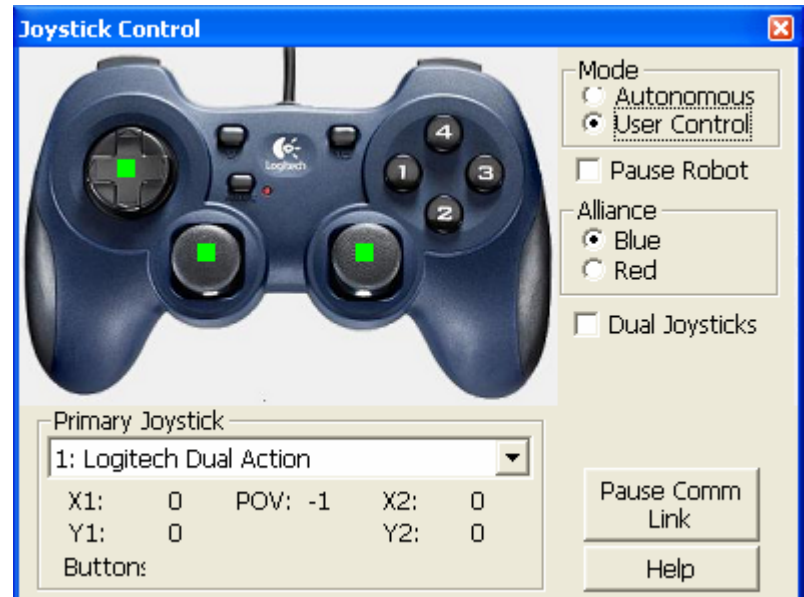 Joystick Control
Mode
Autonomous
User Control
Pause Robot
Alliance
Blue
Red
Dual Joysticks
Logitech
4
1
3
2
Primary Joystick
1: Logitech Dual Action
X1: 0 POV: -1 X2: 0
Y1: 0 Y2: 0
Buttons
Pause Comm
Link
Help